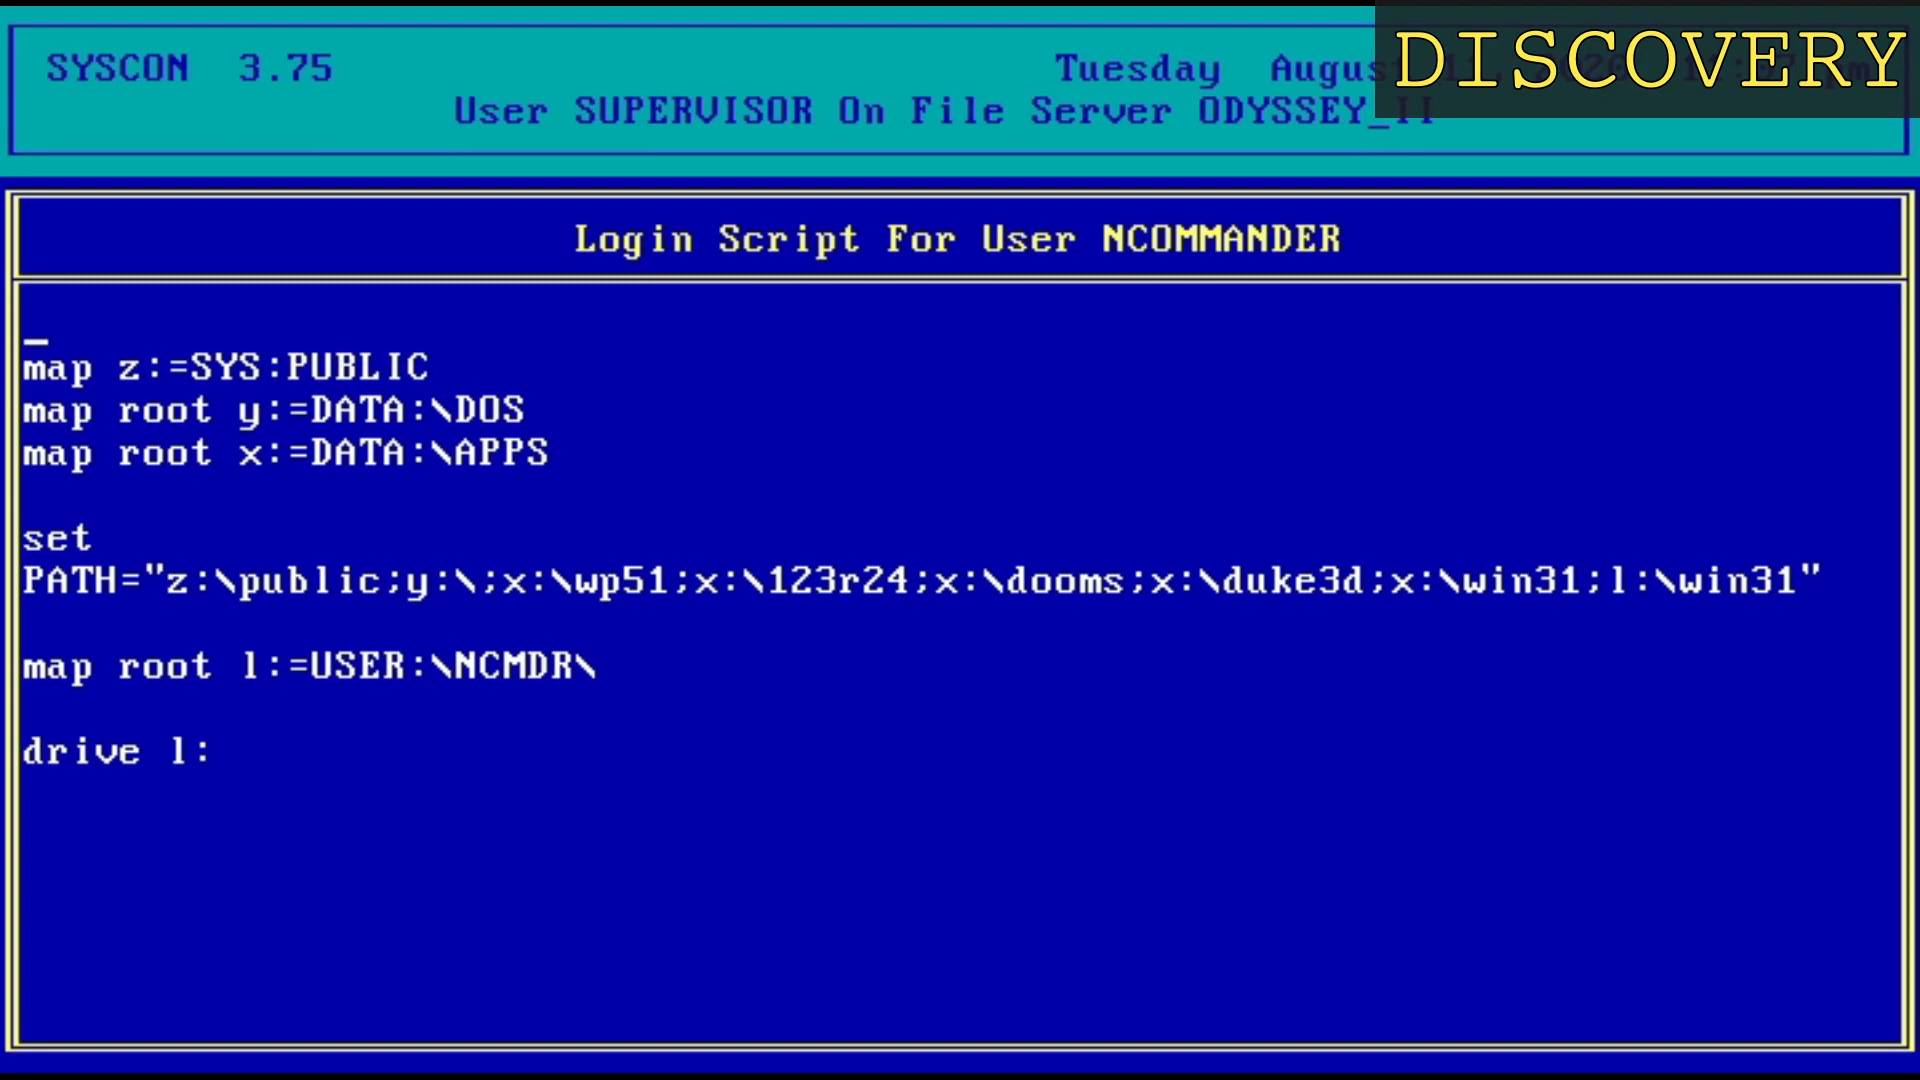 SYSCON 3.75
Tuesday August
DISCOVERY
User SUPERVISOR On File Server ODYSSEY_II
Login Script For User NCOMMANDER
map z:=SYS:PUBLIC
map root y:=DATA:\DOS
map root x:=DATA:\APPS
set
PATH="z:\public;y:\;x:\wp51;x:\123r24;x:\dooms;x:\duke3d;x:\win31;l:\win31"
map root l:=USER:\NCMDR\
drive l: